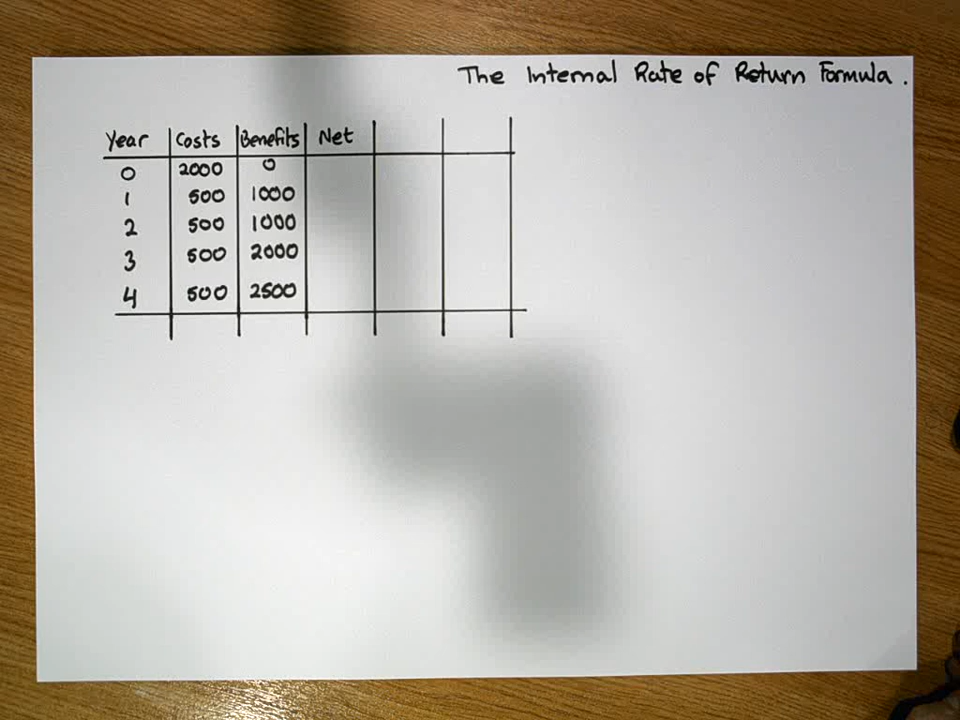 The Internal Rate of Return Formula.
Year Costs Benefits Net
0 2000 0
1 500 1000
2 500 1000
3 500 2000
4 500 2500